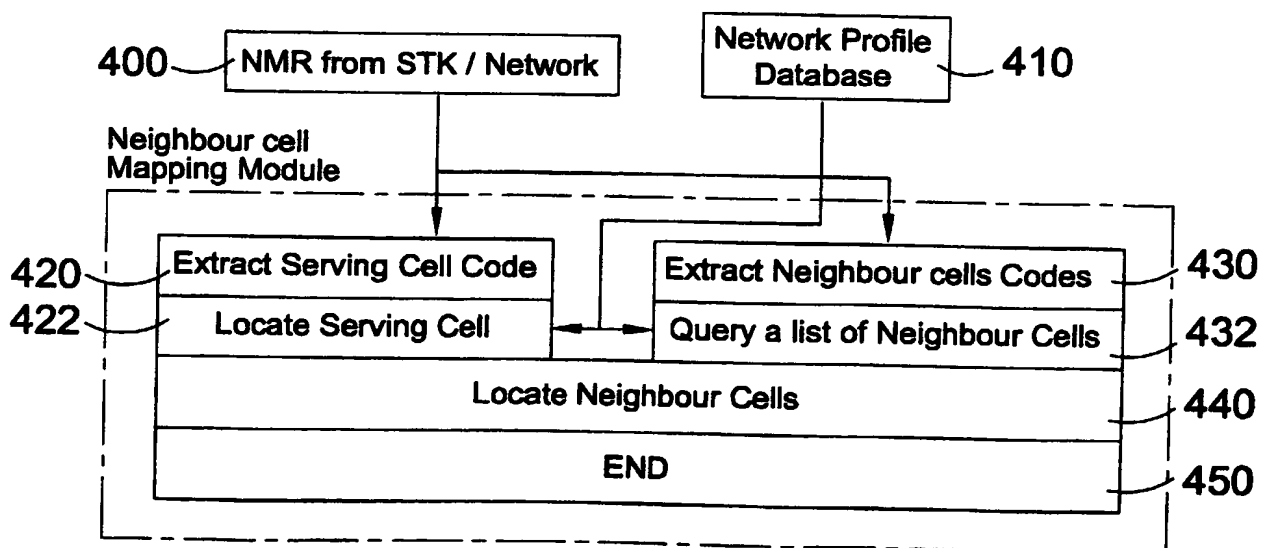 400
NMR from STK / Network
Network Profile
Database
410
Neighbour cell
Mapping Module
420
Extract Serving Cell Code
Extract Neighbour cells Codes
430
422
Locate Serving Cell
Query a list of Neighbour Cells
432
Locate Neighbour Cells
440
END
450